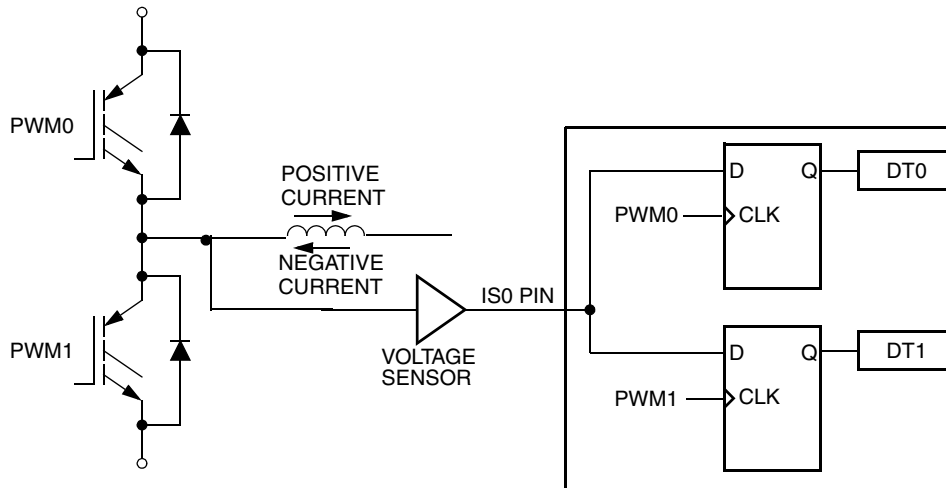 PWM0
POSITIVE
CURRENT
NEGATIVE
CURRENT
PWM1
VOLTAGE
SENSOR
IS0 PIN
D
Q
DT0
PWM0
CLK
D
Q
DT1
PWM1
CLK